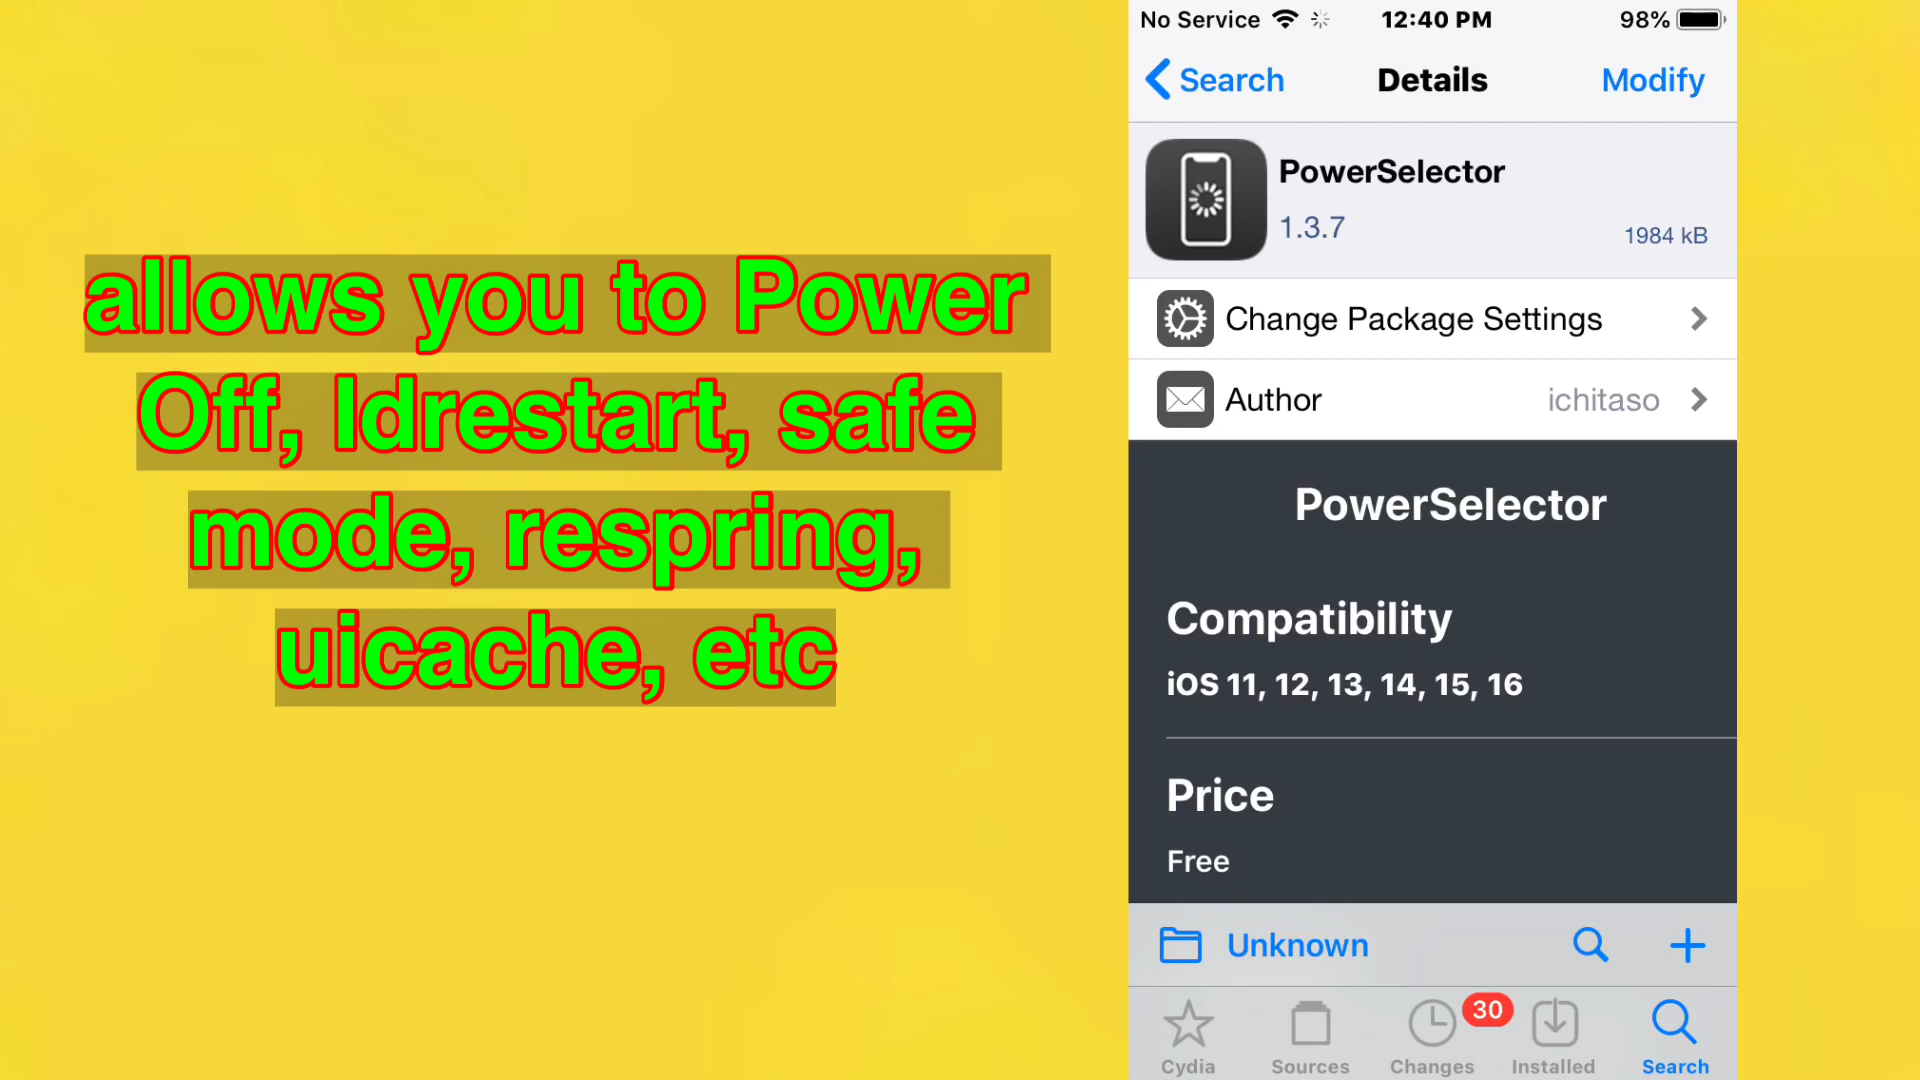 allows you to Power
Off, ldrestart, safe
mode, respring,
uicache, etc
No Service 12:40 PM 98%
Search Details Modify
PowerSelector
1.3.7 1984 kB
Change Package Settings
Author ichitaso
PowerSelector
Compatibility
iOS 11, 12, 13, 14, 15, 16
Price
Free
Unknown
30
Cydia Sources Changes Installed Search